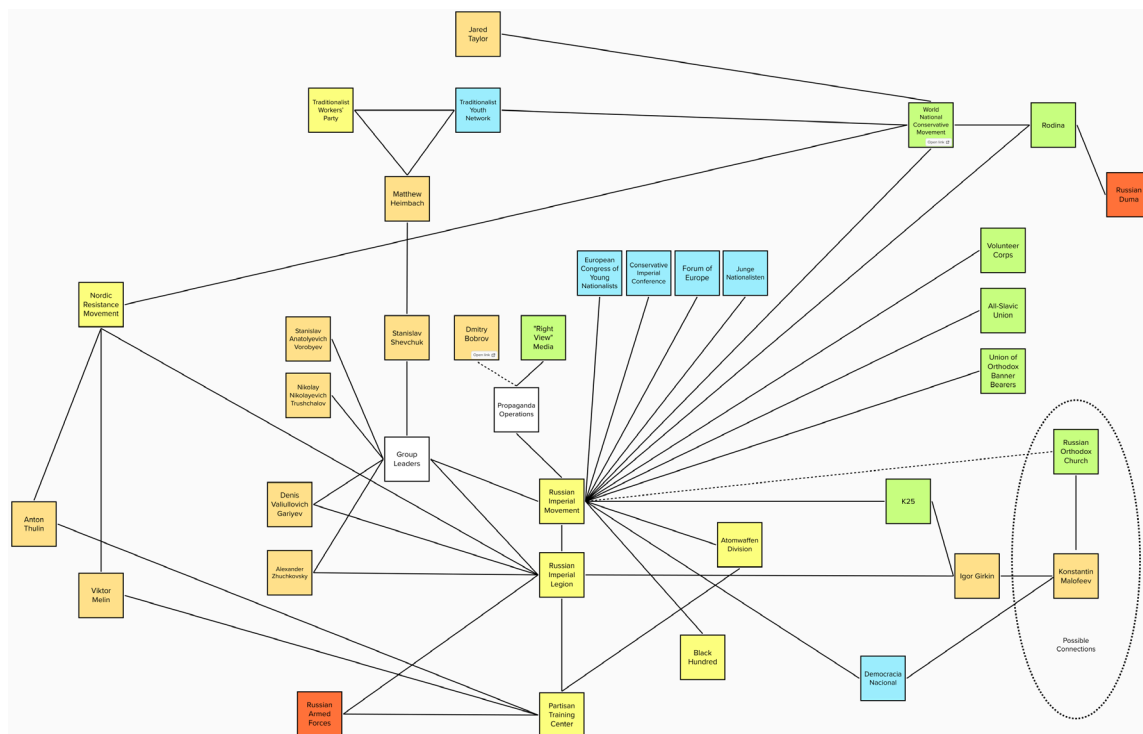 Jared
Taylor
Traditionalist
Workers'
Party
Traditionalist
Youth
Network
World
National
Conservative
Movement
Open link
Rodina
Russian
Duma
Matthew
Heimbach
Volunteer
Corps
European
Congress of
Young
Nationalists
Conservative
Imperial
Conference
Forum of
Europe
Junge
Nationalisten
Nordic
Resistance
Movement
All-Slavic
Union
Stanislav
Anatolyevich
Vorobyev
Stanislav
Shevchuk
Dmitry
Bobrov
Open link
"Right
View"
Media
Union of
Orthodox
Banner
Bearers
Nikolay
Nikolayevich
Trushchalov
Propaganda
Operations
Russian
Orthodox
Church
Group
Leaders
Denis
Valiullovich
Gariyev
Russian
Imperial
Movement
K25
Anton
Thulin
Atomwaffen
Division
Alexander
Zhuchkovsky
Russian
Imperial
Legion
Igor Girkin
Konstantin
Malofeev
Viktor
Melin
Possible
Connections
Black
Hundred
Democracia
Nacional
Russian
Armed
Forces
Partisan
Training
Center